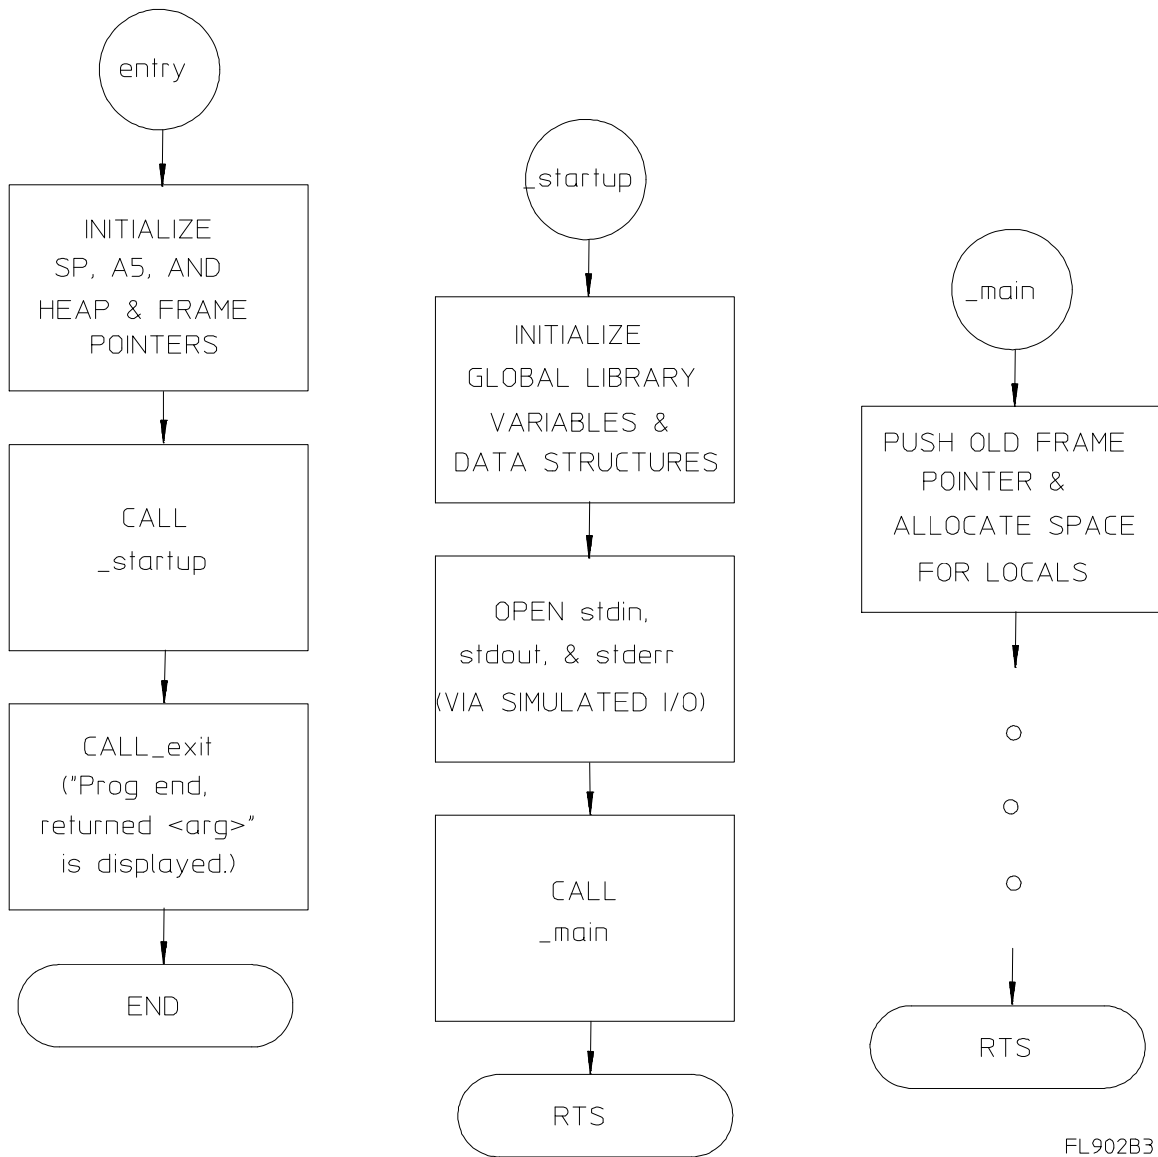 entry
INITIALIZE
SP, A5, AND
HEAP & FRAME
POINTERS
CALL
_startup
CALL_exit
("Prog end,
returned <arg>"
is displayed.)
END
_startup
INITIALIZE
GLOBAL LIBRARY
VARIABLES &
DATA STRUCTURES
OPEN stdin,
stdout, & stderr
(VIA SIMULATED I/O)
CALL
_main
RTS
_main
PUSH OLD FRAME
POINTER &
ALLOCATE SPACE
FOR LOCALS
RTS
FL902B3